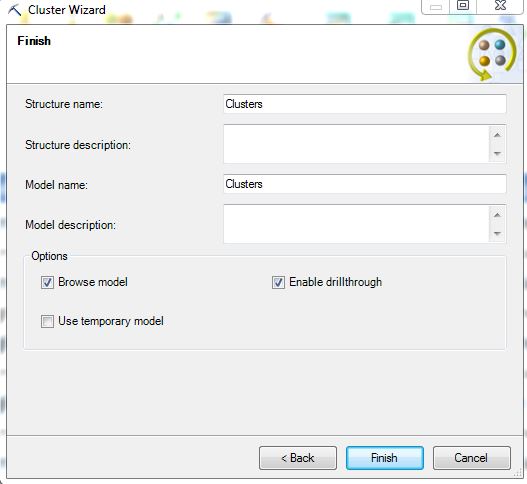 Cluster Wizard
Finish
Structure name: Clusters
Structure description:
Model name: Clusters
Model description:
Options
Browse model Enable drillthrough
Use temporary model
< Back Finish Cancel